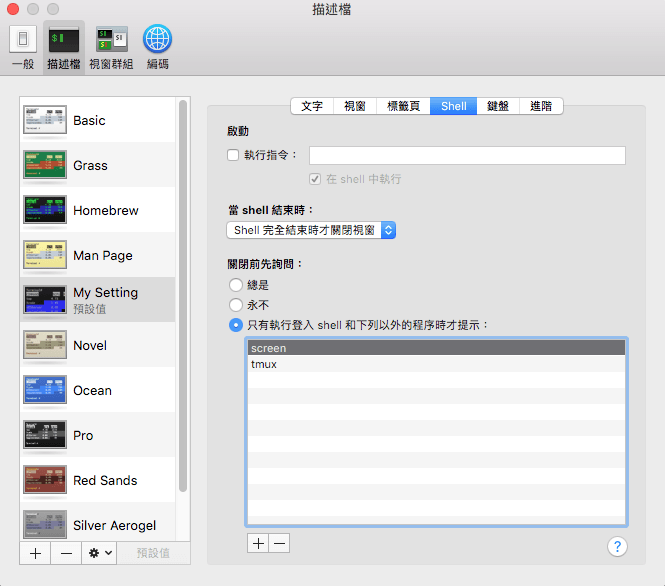 描述檔
一般
描述檔
視窗群組
編碼
Basic
Grass
Homebrew
Man Page
My Setting
預設值
Novel
Ocean
Pro
Red Sands
Silver Aerogel
預設值
文字
視窗
標籤頁
Shell
鍵盤
進階
啟動
執行指令：
在 shell 中執行
當 shell 結束時：
Shell 完全結束時才關閉視窗
關閉前先詢問：
總是
永不
只有執行登入 shell 和下列以外的程序時才提示：
screen
tmux
?